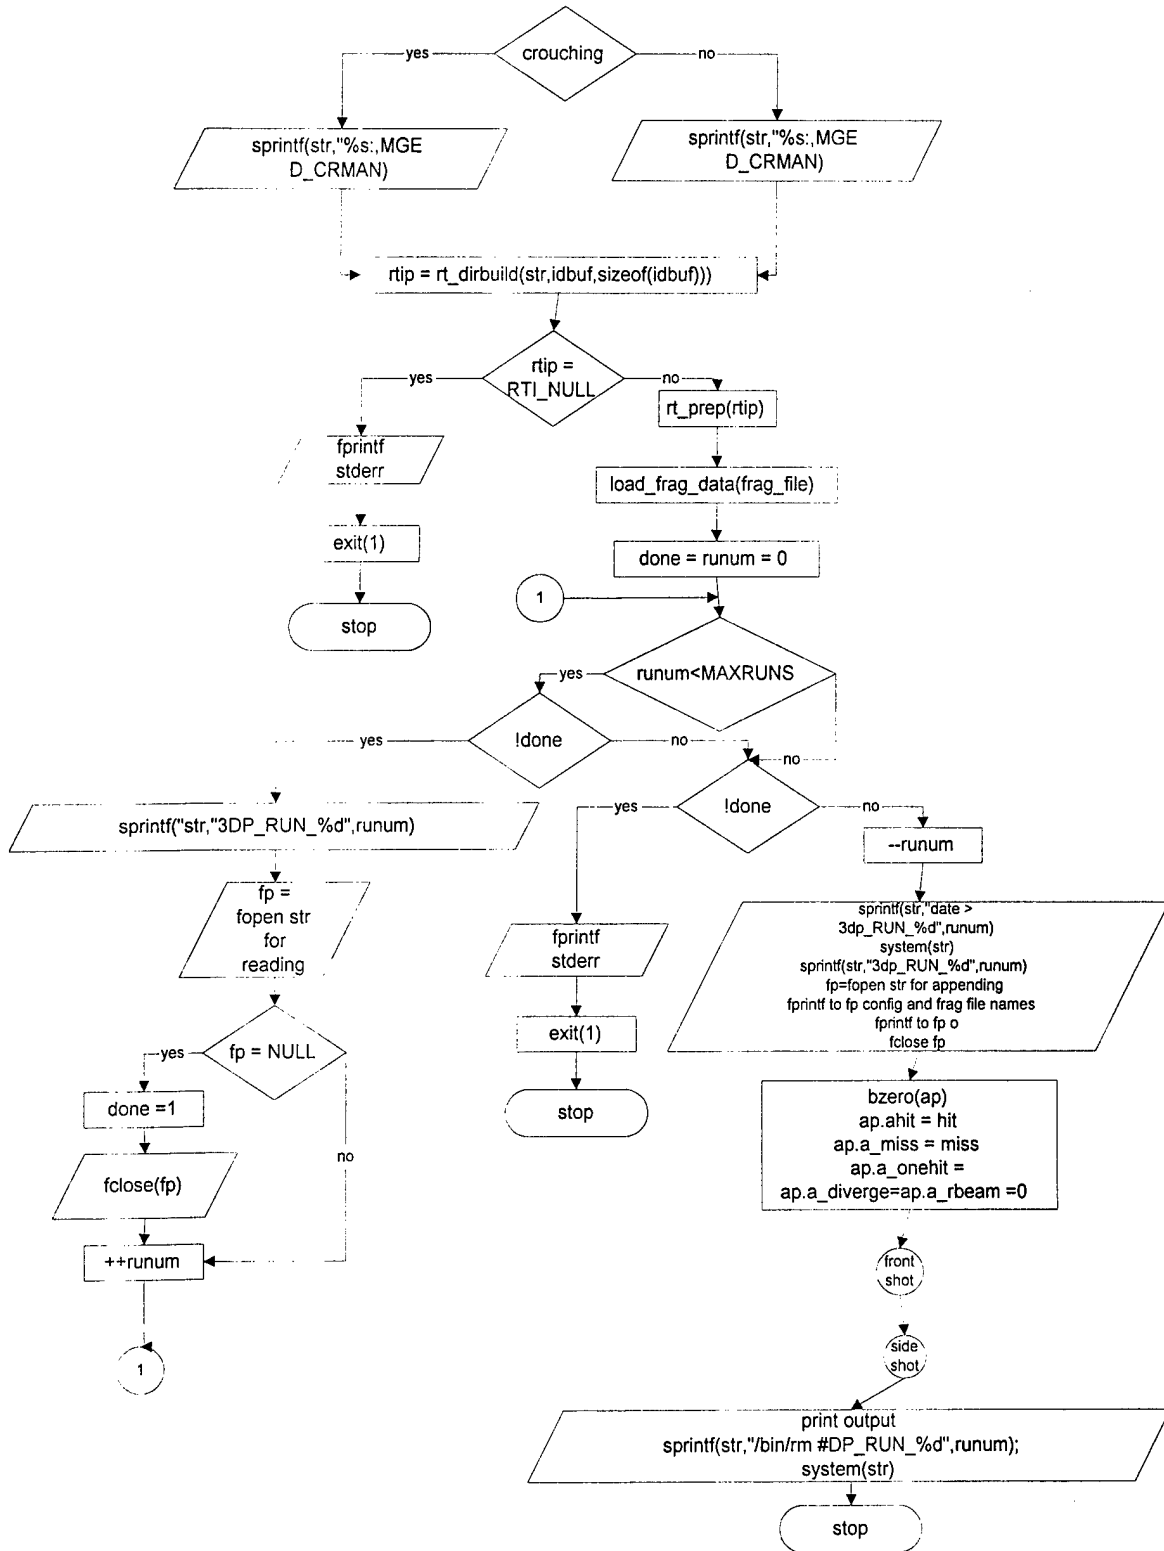 crouching
yes
no
sprintf(str,"%s:,MGE
D_CRMAN)
sprintf(str,"%s:,MGE
D_CRMAN)
rtip = rt_dirbuild(str,idbuf,sizeof(idbuf)))
rtip =
RTI_NULL
yes
no
rt_prep(rtip)
fprintf
stderr
load_frag_data(frag_file)
exit(1)
done = runum = 0
1
stop
runum<MAXRUNS
yes
!done
yes
no
no
!done
yes
no
sprintf("str,"3DP_RUN_%d",runum)
--runum
fp =
fopen str
for
reading
sprintf(str,"date >
3dp_RUN_%d",runum)
system(str)
sprintf(str,"3dp_RUN_%d",runum)
fp=fopen str for appending
fprintf to fp config and frag file names
fprintf to fp o
fclose fp
fprintf
stderr
exit(1)
stop
fp = NULL
yes
no
done =1
fclose(fp)
++runum
1
bzero(ap)
ap.ahit = hit
ap.a_miss = miss
ap.a_onehit =
ap.a_diverge=ap.a_rbeam =0
front
shot
side
shot
print output
sprintf(str,"/bin/rm #DP_RUN_%d",runum);
system(str)
stop